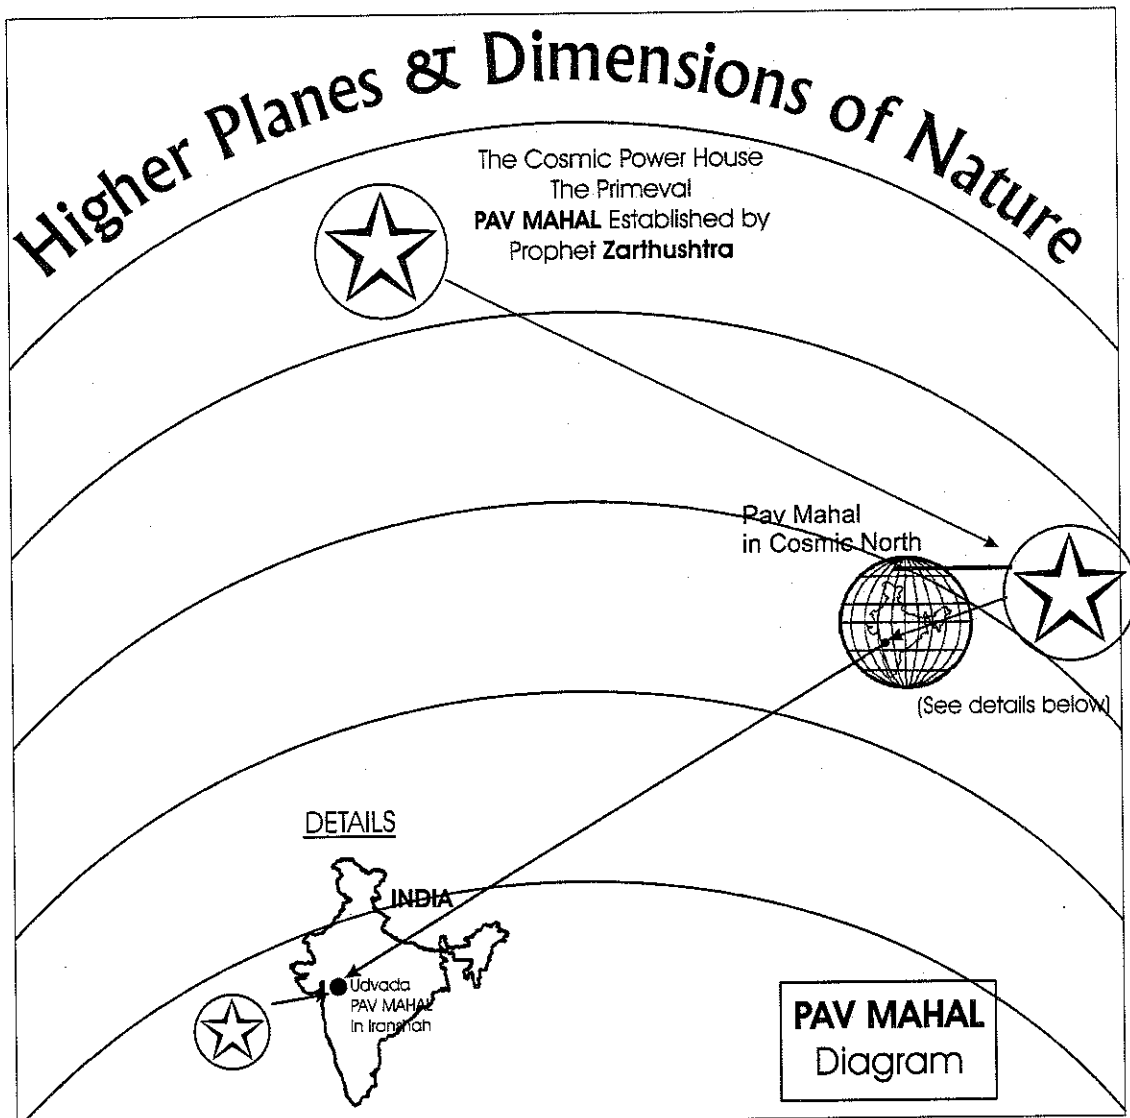 Higher Planes & Dimensions of Nature
The Cosmic Power House
The Primeval
PAV MAHAL Established by
Prophet Zarthushtra
Pav Mahal
in Cosmic North
(See details below)
DETAILS
INDIA
Udvada
PAV MAHAL
In Iranshah
PAV MAHAL
Diagram